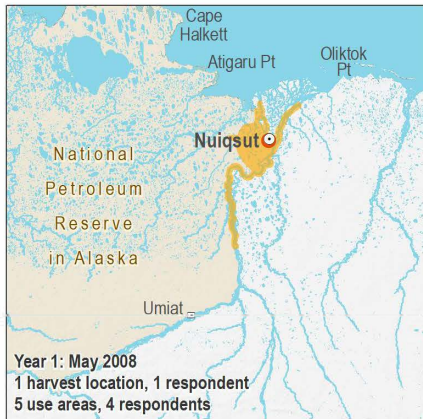 Cape
Halkett
Atigaru Pt
Oliktok
Pt
Nuiqsut
National
Petroleum
Reserve
in Alaska
Umiat
Year 1: May 2008
1 harvest location, 1 respondent
5 use areas, 4 respondents